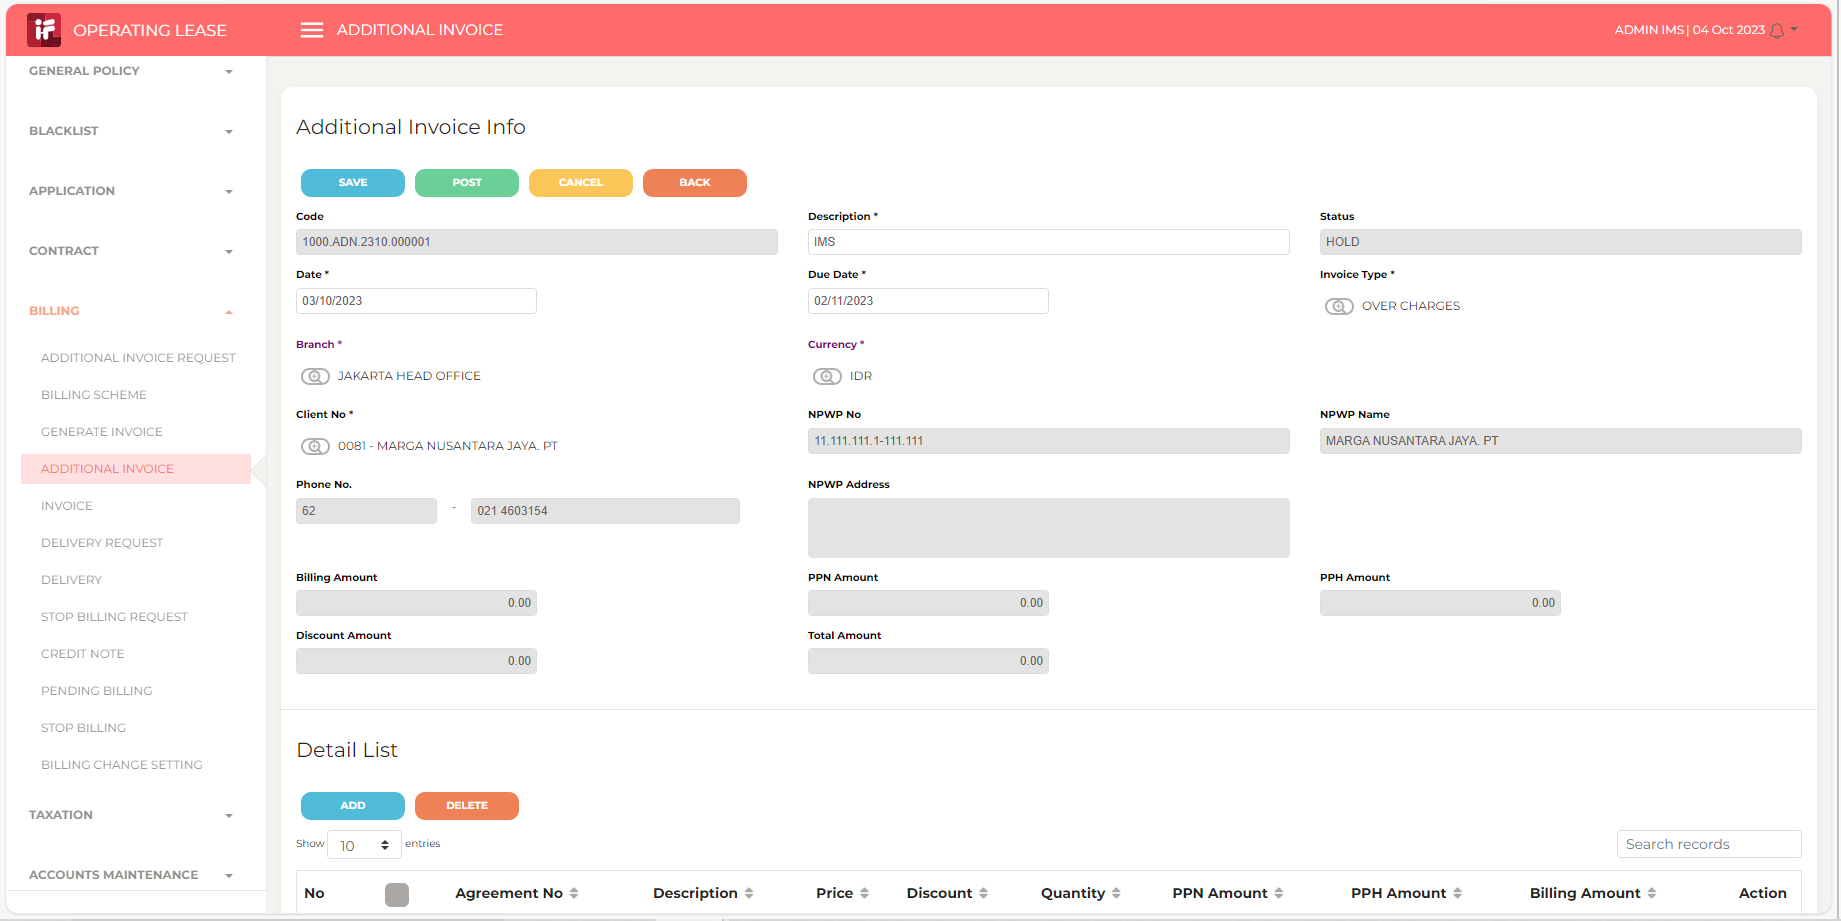 OPERATING LEASE
ADDITIONAL INVOICE
ADMIN IMS | 04 Oct 2023
GENERAL POLICY
BLACKLIST
APPLICATION
CONTRACT
BILLING
ADDITIONAL INVOICE REQUEST
BILLING SCHEME
GENERATE INVOICE
ADDITIONAL INVOICE
INVOICE
DELIVERY REQUEST
DELIVERY
STOP BILLING REQUEST
CREDIT NOTE
PENDING BILLING
STOP BILLING
BILLING CHANGE SETTING
TAXATION
ACCOUNTS MAINTENANCE
Additional Invoice Info
SAVE POST CANCEL BACK
Code Description * Status
1000.ADN.2310.000001 IMS HOLD
Date * Due Date * Invoice Type *
03/10/2023 02/11/2023 OVER CHARGES
Branch * Currency *
JAKARTA HEAD OFFICE IDR
Client No * NPWP No NPWP Name
0081 - MARGA NUSANTARA JAYA. PT 11.111.111.1-111.111 MARGA NUSANTARA JAYA. PT
Phone No. NPWP Address
62 - 021 4603154
Billing Amount PPN Amount PPH Amount
0.00 0.00 0.00
Discount Amount Total Amount
0.00 0.00
Detail List
ADD DELETE
Show 10 entries Search records
No Agreement No Description Price Discount Quantity PPN Amount PPH Amount Billing Amount Action